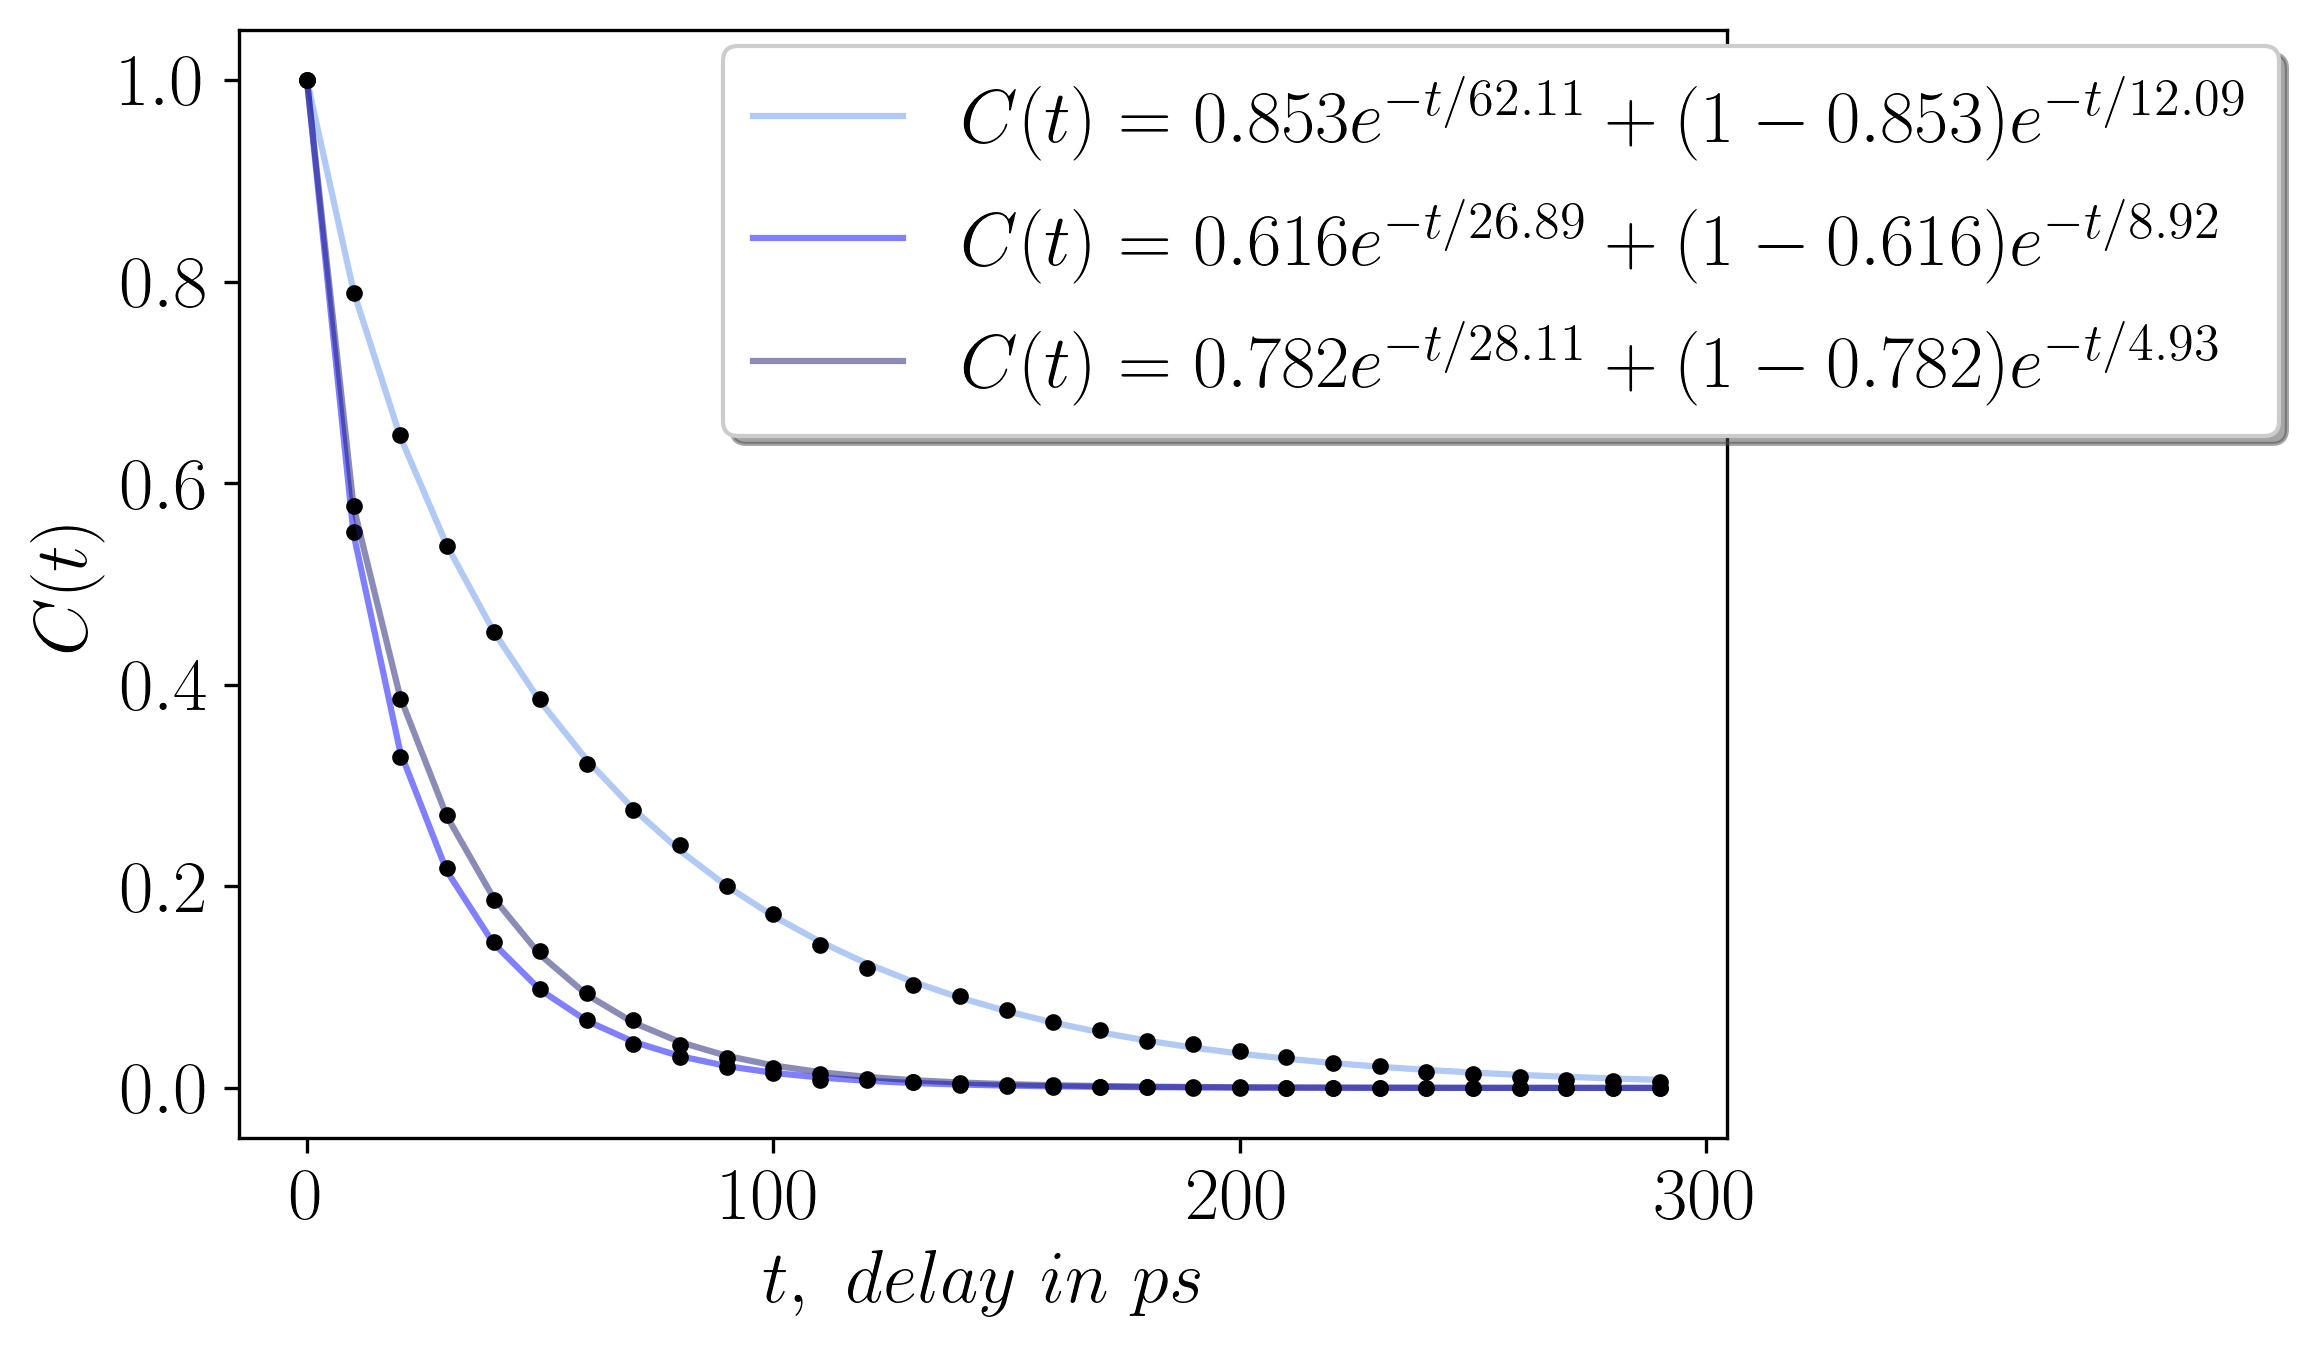 C(t) = 0.853e^{-t/62.11} + (1 − 0.853)e^{-t/12.09}
C(t) = 0.616e^{-t/26.89} + (1 − 0.616)e^{-t/8.92}
C(t) = 0.782e^{-t/28.11} + (1 − 0.782)e^{-t/4.93}
1.0
0.8
0.6
0.4
0.2
0.0
C(t)
0 100 200 300
t, delay in ps